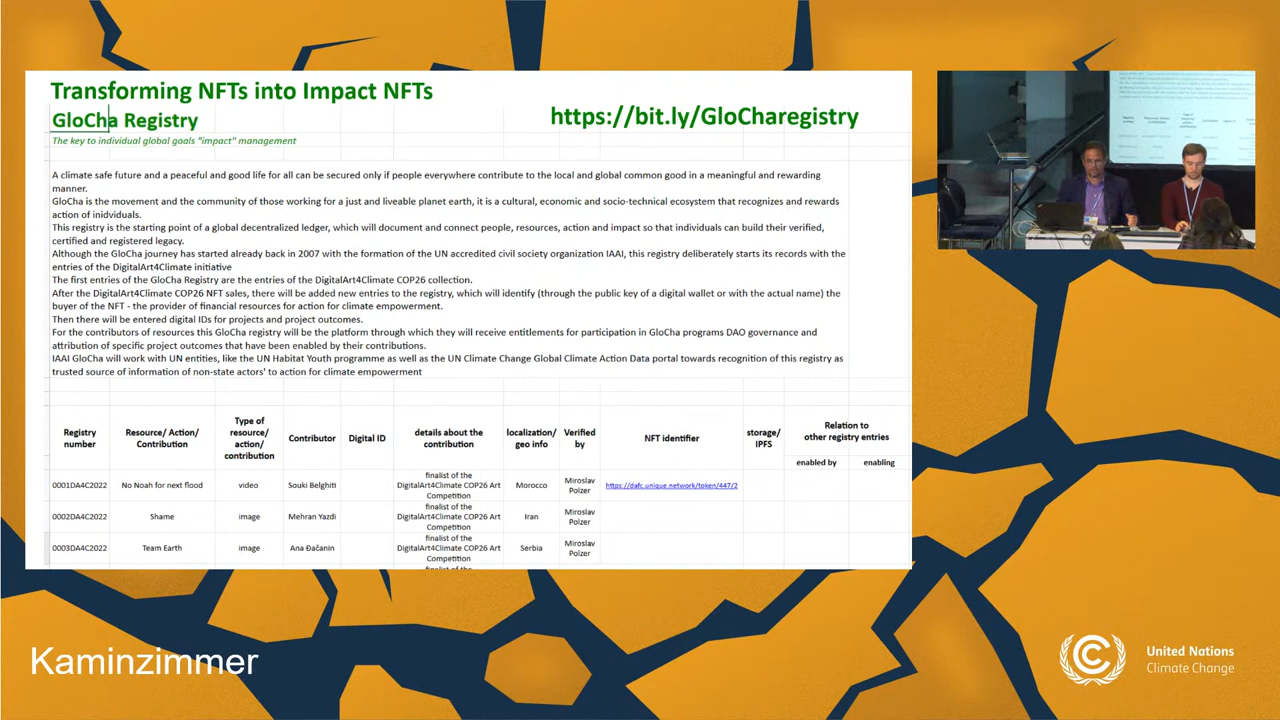 Transforming NFTs into Impact NFTs
GloCha Registry
https://bit.ly/GloCharegistry
The key to individual global goals "impact" management
A climate safe future and a peaceful and good life for all can be secured only if people everywhere contribute to the local and global common good in a meaningful and rewarding
manner.
GloCha is the movement and the community of those working for a just and liveable planet earth, it is a cultural, economic and socio-technical ecosystem that recognizes and rewards
action of inidviduals.
This registry is the starting point of a global decentralized ledger, which will document and connect people, resources, action and impact so that individuals can build their verified,
certified and registered legacy.
Although the GloCha journey has started already back in 2007 with the formation of the UN accredited civil society organization IAAI, this registry deliberately starts its records with the
entries of the DigitalArt4Climate initiative
The first entries of the GloCha Registry are the entries of the DigitalArt4Climate COP26 collection.
After the DigitalArt4Climate COP26 NFT sales, there will be added new entries to the registry, which will identify (through the public key of a digital wallet or with the actual name) the
buyer of the NFT - the provider of financial resources for action for climate empowerment.
Then there will be entered digital IDs for projects and project outcomes.
For the contributors of resources this GloCha registry will be the platform through which they will receive entitlements for participation in GloCha programs DAO governance and
attribution of specific project outcomes that have been enabled by their contributions.
IAAI GloCha will work with UN entities, like the UN Habitat Youth programme as well as the UN Climate Change Global Climate Action Data portal towards recognition of this registry as
trusted source of information of non-state actors' to action for climate empowerment
Registry number Resource/ Action/ Contribution Type of resource/ action/ contribution Contributor Digital ID details about the contribution localization/ geo info Verified by NFT identifier storage/ IPFS Relation to other registry entries
enabled by enabling
0001DA4C2022 No Noah for next flood video Souki Belghiti finalist of the DigitalArt4Climate COP26 Art Competition Morocco Miroslav Polzer https://dafc.unique.network/token/447/2
0002DA4C2022 Shame image Mehran Yazdi finalist of the DigitalArt4Climate COP26 Art Competition Iran Miroslav Polzer
0003DA4C2022 Team Earth image Ana Đačanin finalist of the DigitalArt4Climate COP26 Art Competition Serbia Miroslav Polzer
Kaminzimmer
United Nations
Climate Change